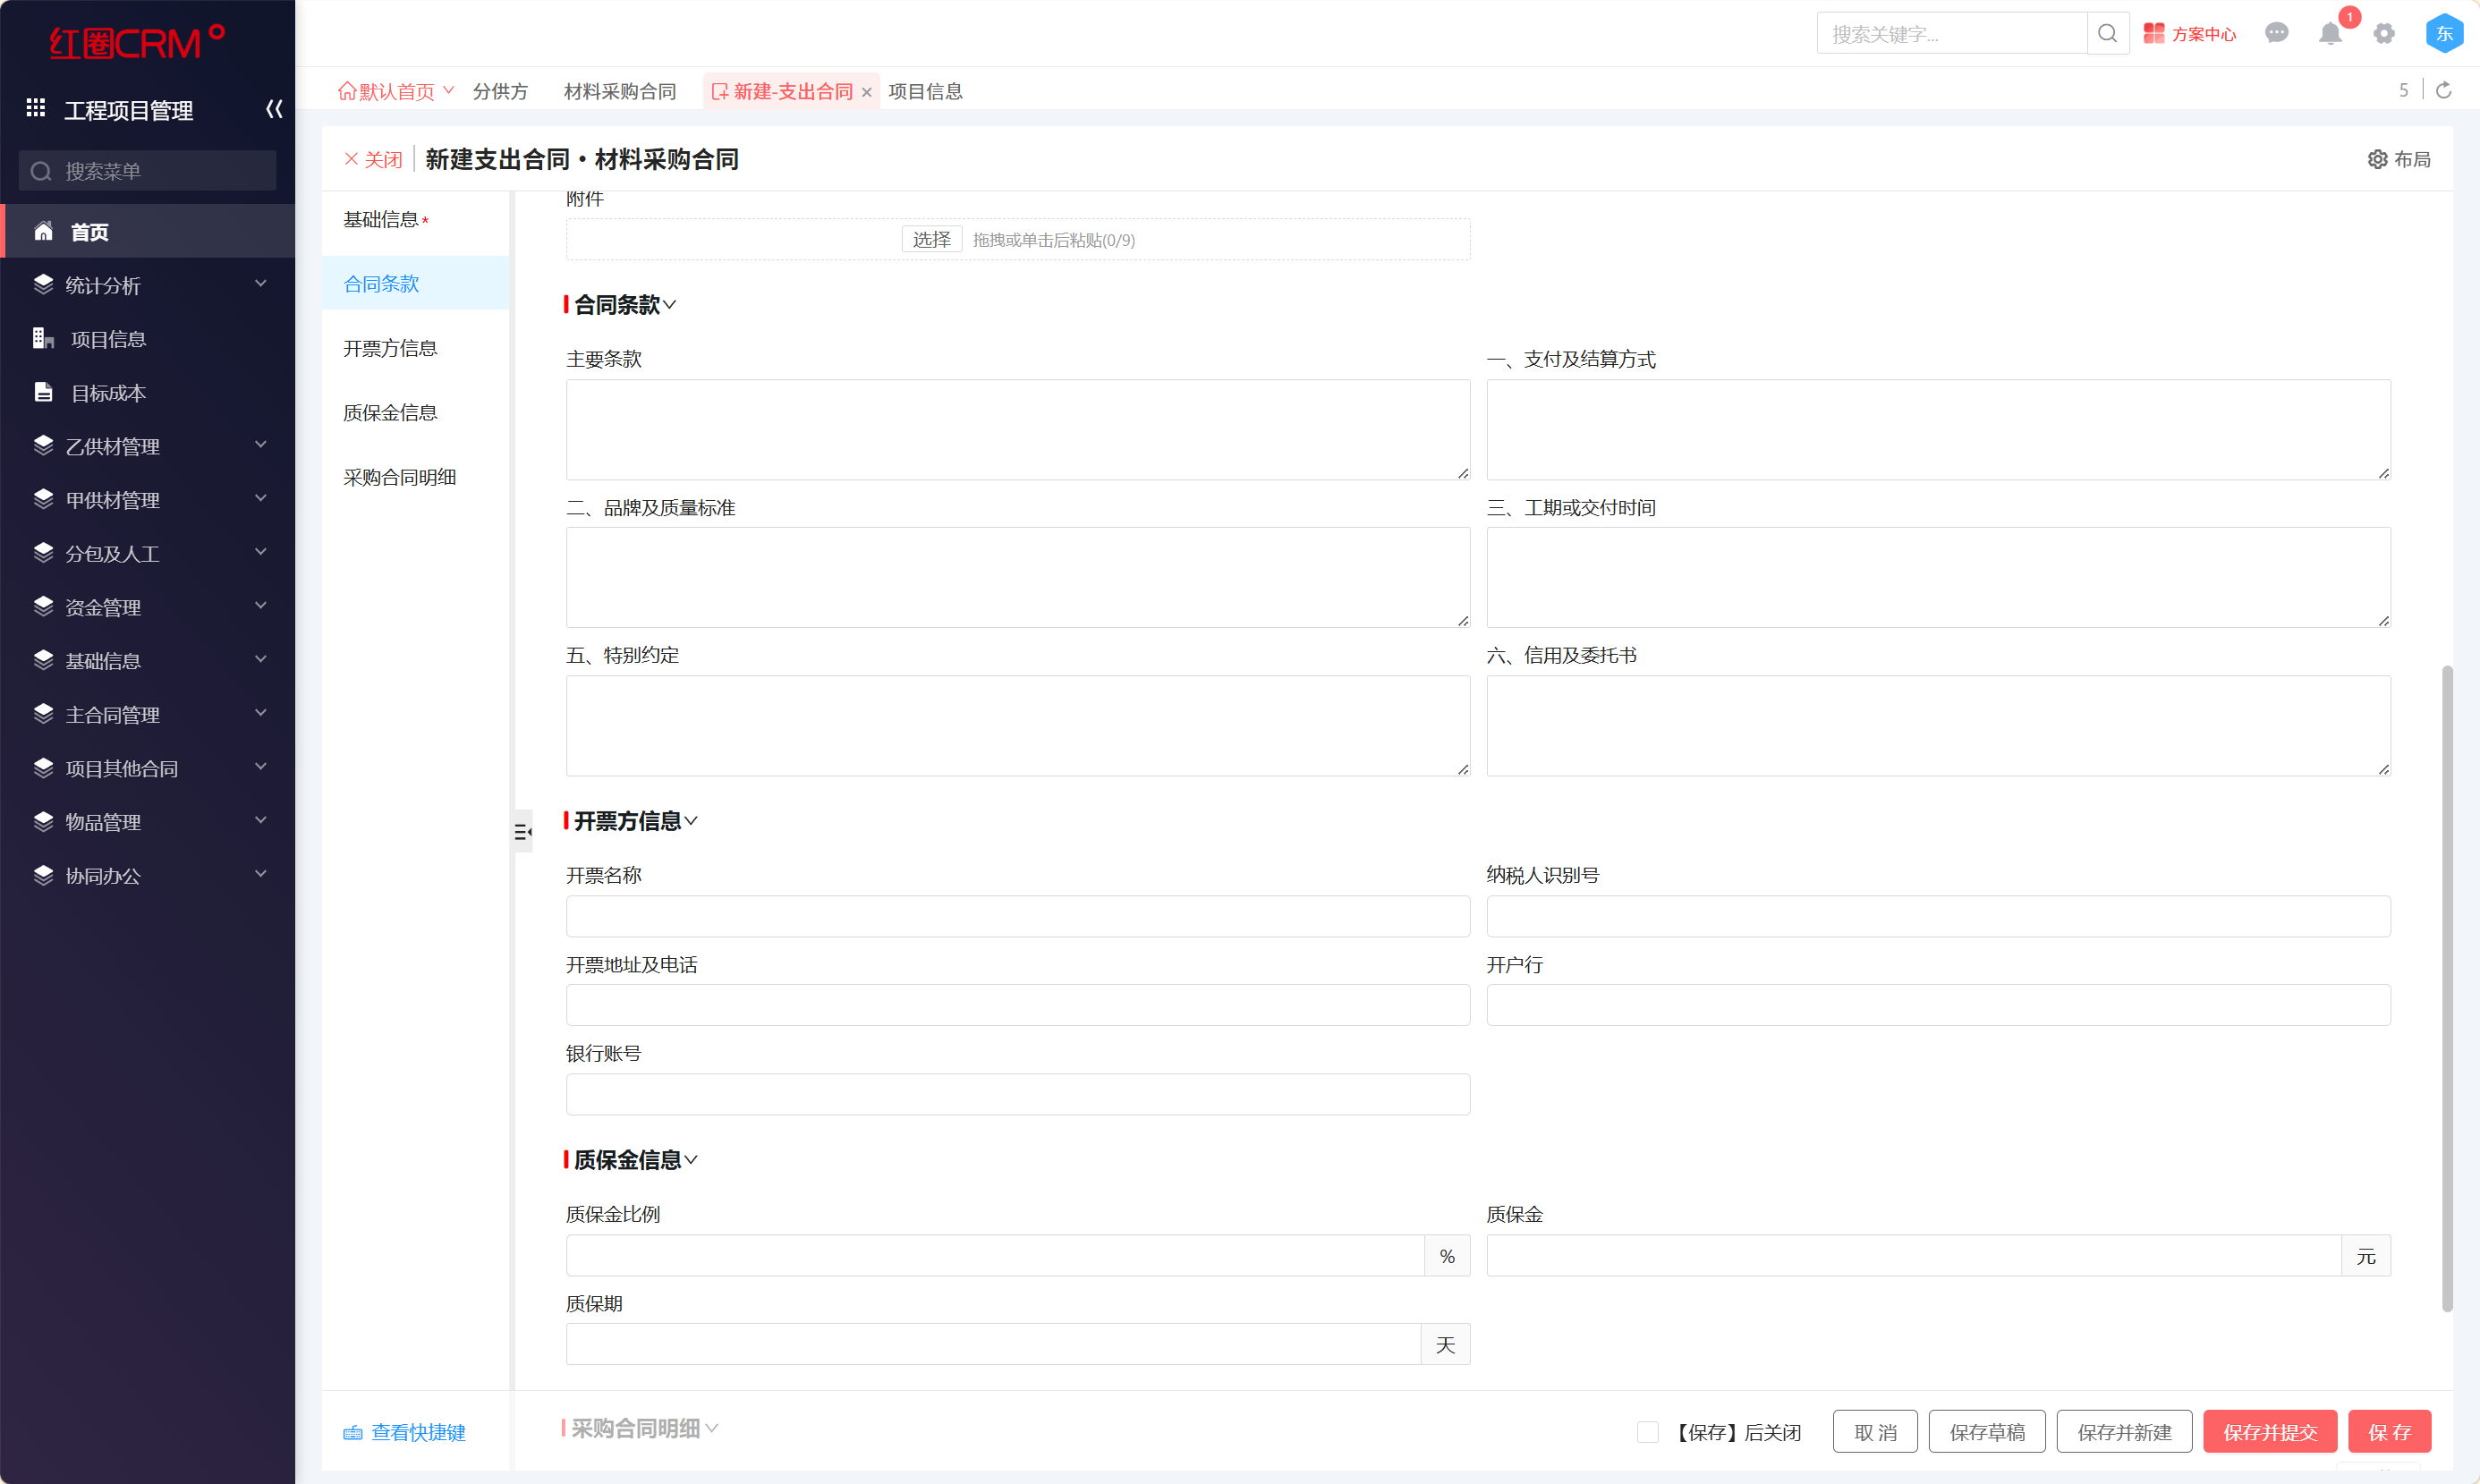 红圈CRM
搜索关键字...
方案中心
1
东
工程项目管理
默认首页
分供方
材料采购合同
新建-支出合同
项目信息
5
搜索菜单
关闭
新建支出合同・材料采购合同
布局
首页
统计分析
项目信息
目标成本
乙供材管理
甲供材管理
分包及人工
资金管理
基础信息
主合同管理
项目其他合同
物品管理
协同办公
基础信息*
合同条款
开票方信息
质保金信息
采购合同明细
附件
选择 拖拽或单击后粘贴(0/9)
合同条款
主要条款
一、支付及结算方式
二、品牌及质量标准
三、工期或交付时间
五、特别约定
六、信用及委托书
开票方信息
开票名称
纳税人识别号
开票地址及电话
开户行
银行账号
质保金信息
质保金比例
%
质保金
元
质保期
天
查看快捷键
采购合同明细
【保存】后关闭
取 消
保存草稿
保存并新建
保存并提交
保 存